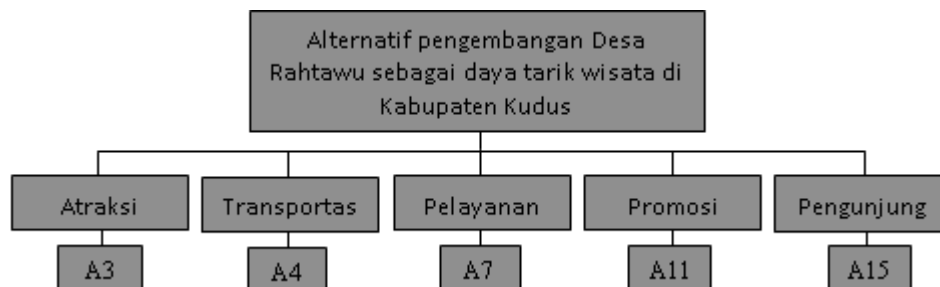 Alternatif pengembangan Desa
Rahtawu sebagai daya tarik wisata di
Kabupaten Kudus
Atraksi
Transportas
Pelayanan
Promosi
Pengunjung
A3
A4
A7
A11
A15